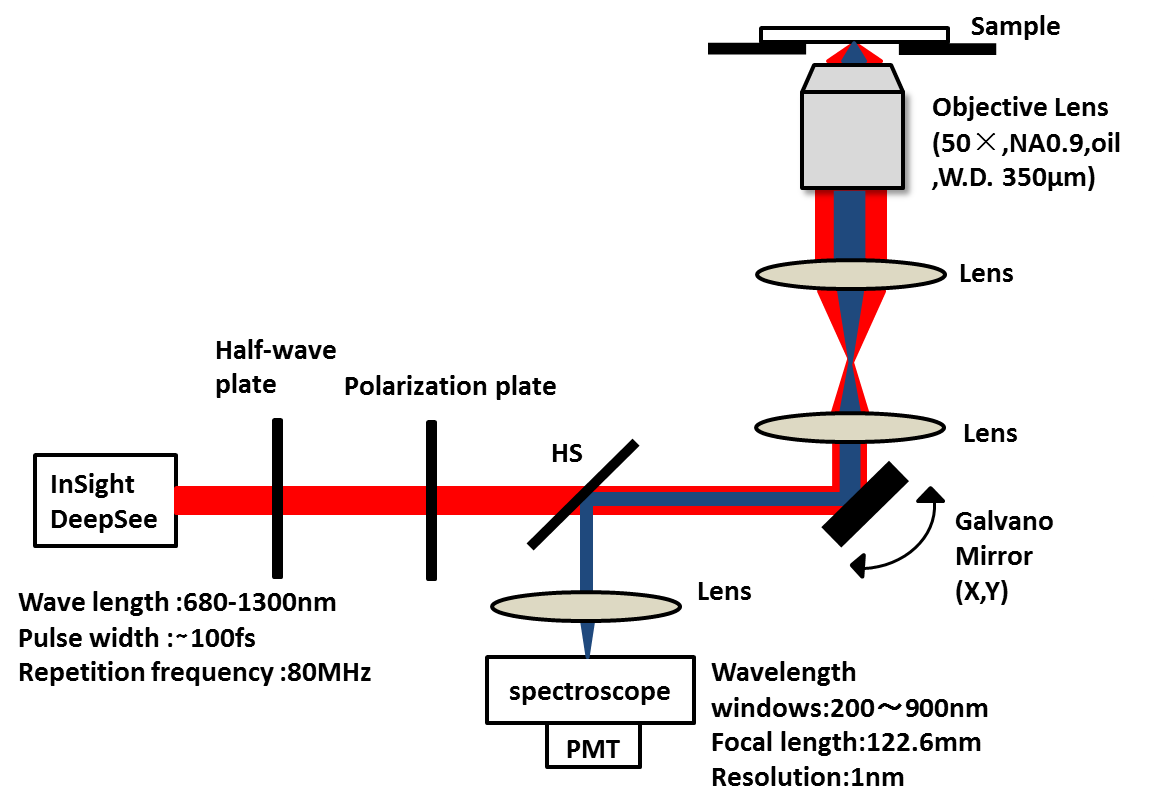 Sample
Objective Lens
(50×,NA0.9,oil
,W.D. 350μm)
Lens
Half-wave
plate
Polarization plate
HS
Lens
InSight
DeepSee
Galvano
Mirror
(X,Y)
Wave length :680-1300nm
Pulse width :~100fs
Repetition frequency :80MHz
Lens
spectroscope
PMT
Wavelength
windows:200～900nm
Focal length:122.6mm
Resolution:1nm